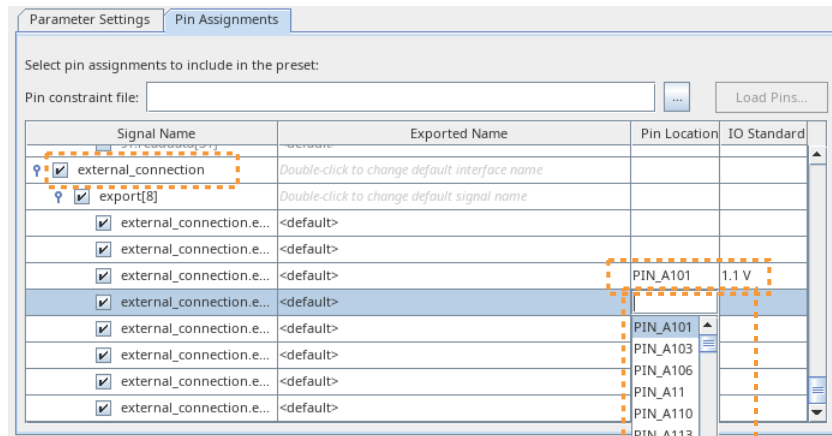 Parameter Settings Pin Assignments
Select pin assignments to include in the preset:
Pin constraint file: ... Load Pins...
Signal Name Exported Name Pin Location IO Standard
external_connection Double-click to change default interface name
export[8] Double-click to change default signal name
external_connection.e... <default>
external_connection.e... <default>
external_connection.e... <default> PIN_A101 1.1 V
external_connection.e... <default>
external_connection.e... <default> PIN_A101
external_connection.e... <default> PIN_A103
external_connection.e... <default> PIN_A106
external_connection.e... <default> PIN_A11
PIN_A110
PIN_A113